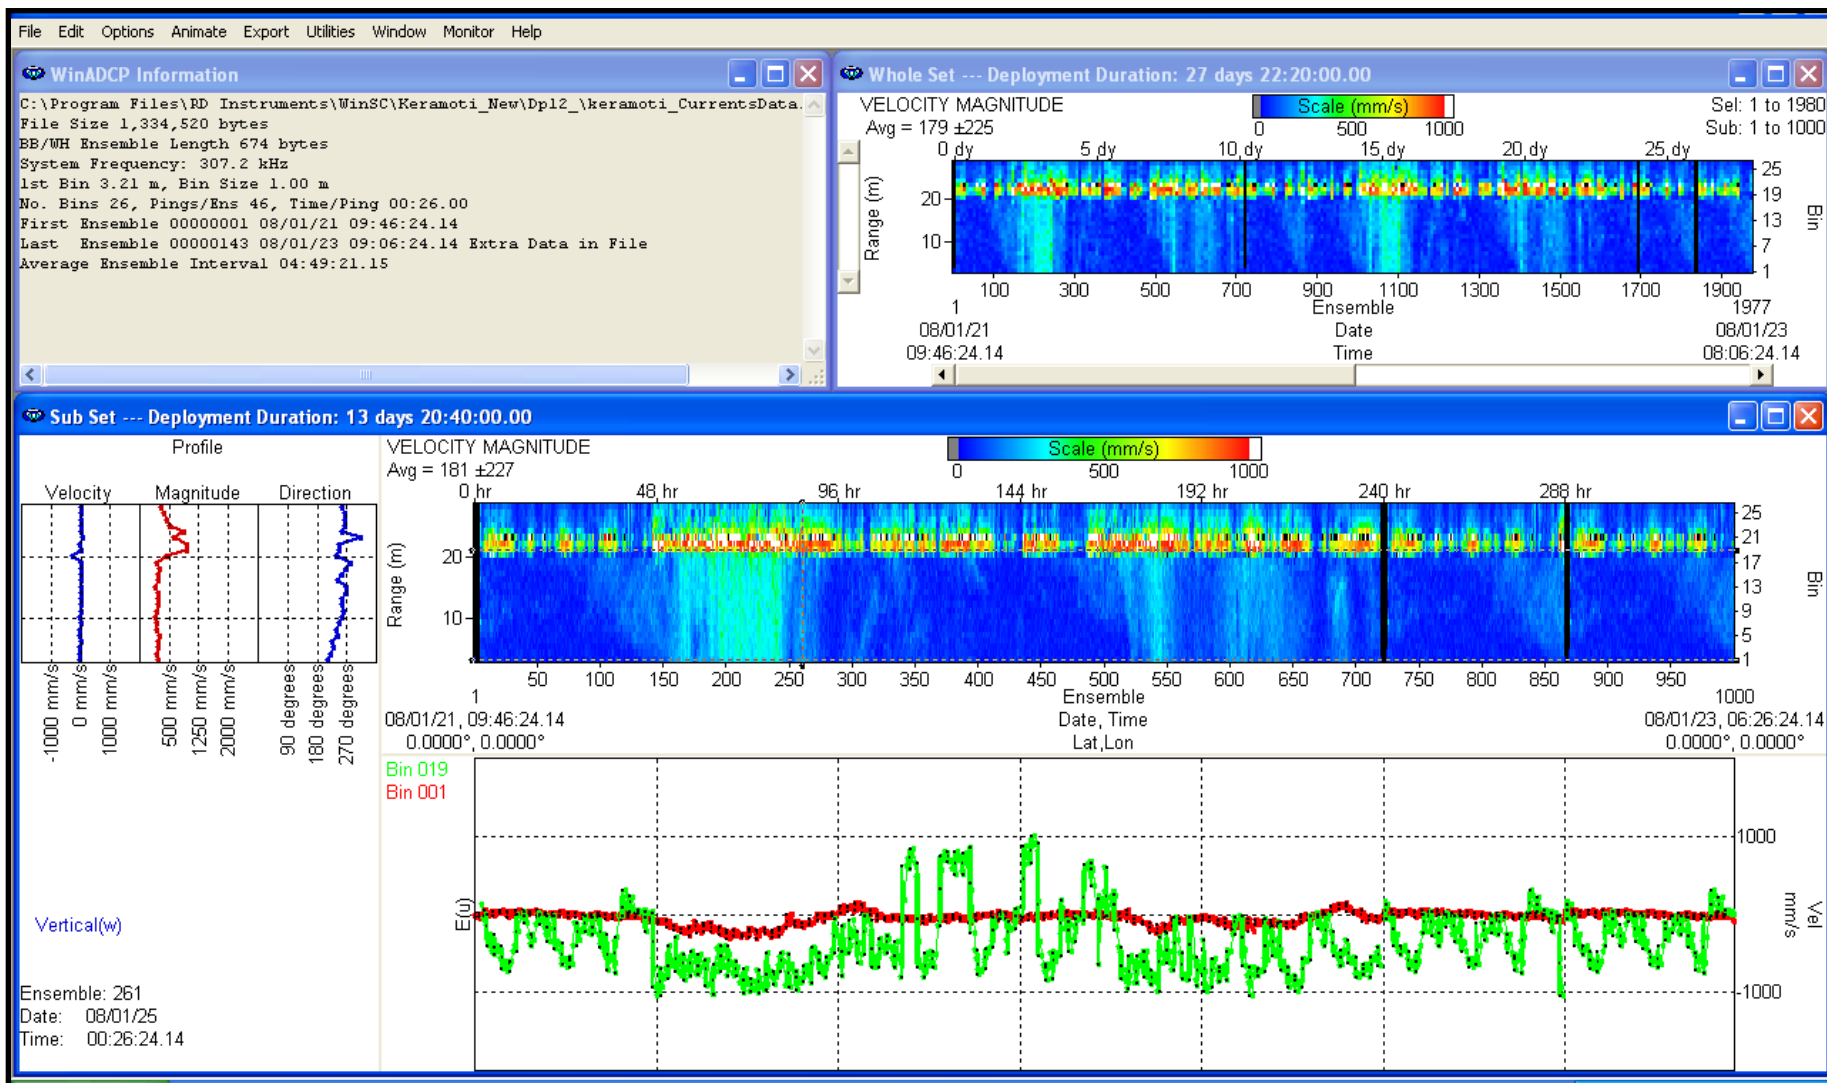 File Edit Options Animate Export Utilities Window Monitor Help
WinADCP Information
C:\Program Files\RD Instruments\WinSC\Keramoti_New\Dpl2_\keramoti_CurrentsData.
File Size 1,334,520 bytes
BB/WH Ensemble Length 674 bytes
System Frequency: 307.2 kHz
1st Bin 3.21 m, Bin Size 1.00 m
No. Bins 26, Pings/Ens 46, Time/Ping 00:26.00
First Ensemble 00000001 08/01/21 09:46:24.14
Last Ensemble 00000143 08/01/23 09:06:24.14 Extra Data in File
Average Ensemble Interval 04:49:21.15
Whole Set --- Deployment Duration: 27 days 22:20:00.00
VELOCITY MAGNITUDE
Avg = 179 ±225
Scale (mm/s)
0 500 1000
Sel: 1 to 1980
Sub: 1 to 1000
0 dy 5 dy 10 dy 15 dy 20 dy 25 dy
Range (m)
20
10
25
19
13
7
1
Bin
100 300 500 700 900 1100 1300 1500 1700 1900
1 Ensemble 1977
08/01/21 Date 08/01/23
09:46:24.14 Time 08:06:24.14
Sub Set --- Deployment Duration: 13 days 20:40:00.00
Profile
Velocity Magnitude Direction
20
10
-1000 mm/s
0 mm/s
1000 mm/s
500 mm/s
1250 mm/s
2000 mm/s
90 degrees
180 degrees
270 degrees
Vertical(w)
Ensemble: 261
Date: 08/01/25
Time: 00:26:24.14
VELOCITY MAGNITUDE
Avg = 181 ±227
Scale (mm/s)
0 500 1000
0 hr 48 hr 96 hr 144 hr 192 hr 240 hr 288 hr
Range (m)
25
21
17
13
9
5
1
Bin
50 100 150 200 250 300 350 400 450 500 550 600 650 700 750 800 850 900 950
1 Ensemble 1000
08/01/21, 09:46:24.14 Date, Time 08/01/23, 06:26:24.14
0.0000°, 0.0000° Lat,Lon 0.0000°, 0.0000°
Bin 019
Bin 001
E(u)
1000
-1000
Vel
mm/s